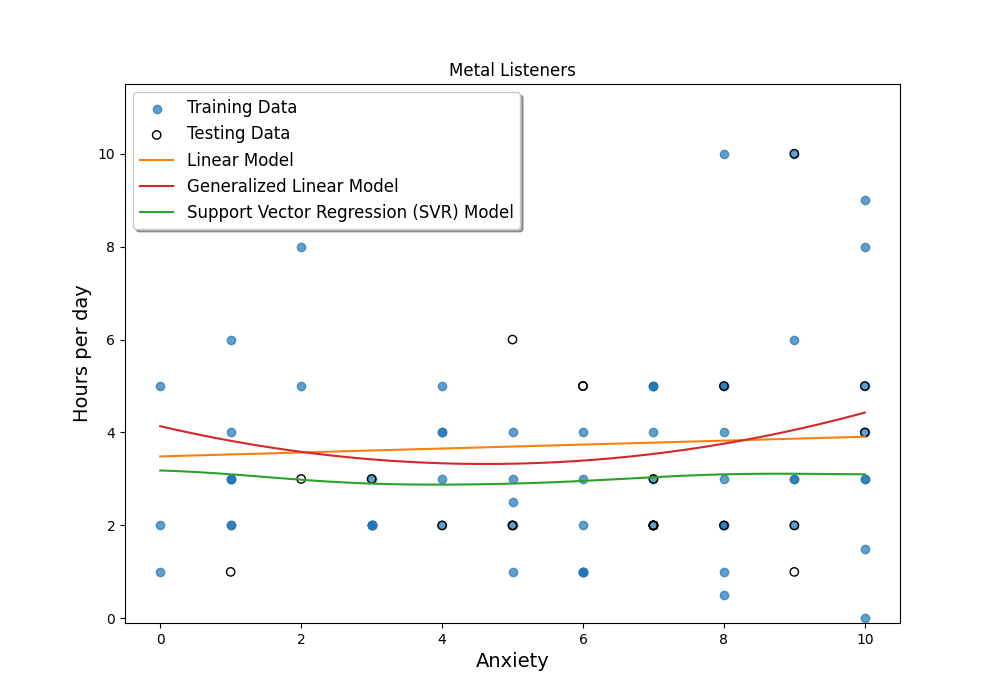 Metal Listeners
Training Data
Testing Data
Linear Model
Generalized Linear Model
Support Vector Regression (SVR) Model
10
8
6
4
2
0
Hours per day
0 2 4 6 8 10
Anxiety